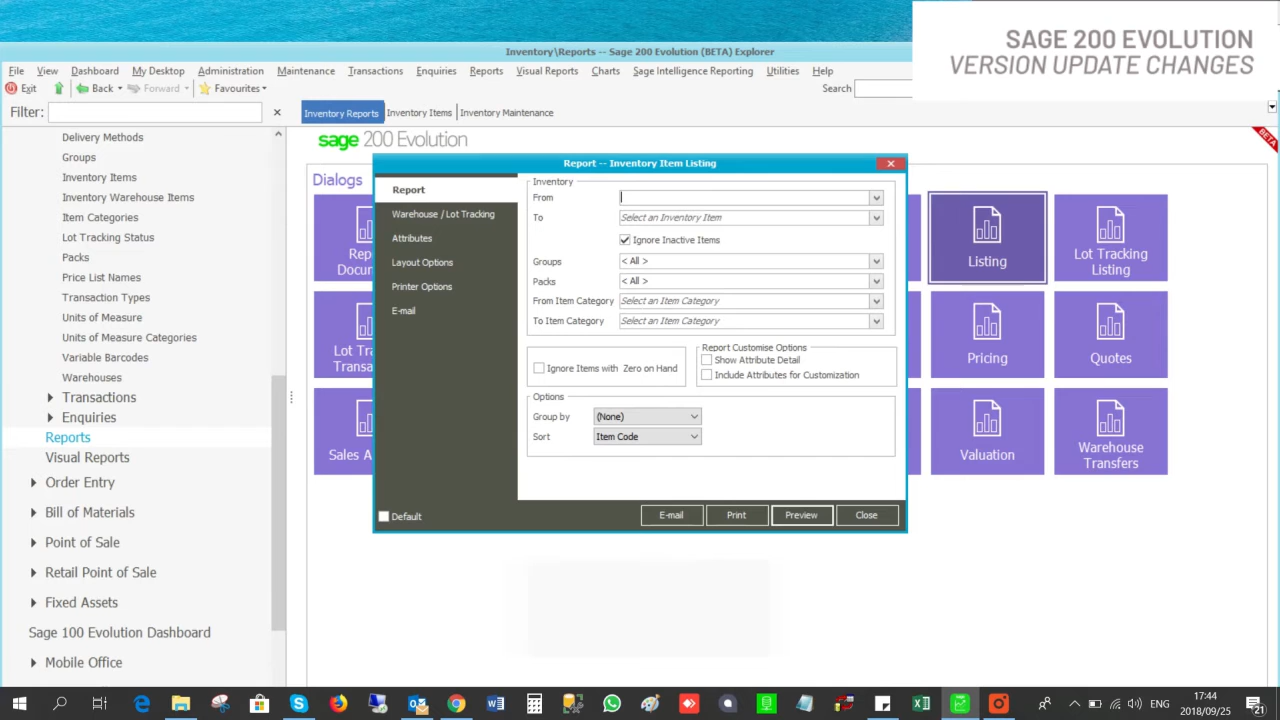 SAGE 200 EVOLUTION
VERSION UPDATE CHANGES
Inventory\Reports -- Sage 200 Evolution (BETA) Explorer
File View Dashboard My Desktop Administration Maintenance Transactions Enquiries Reports Visual Reports Charts Sage Intelligence Reporting Utilities Help
Exit Back Forward Favourites Search
Filter: Inventory Reports Inventory Items Inventory Maintenance
Delivery Methods
Groups
Inventory Items
Inventory Warehouse Items
Item Categories
Lot Tracking Status
Packs
Price List Names
Transaction Types
Units of Measure
Units of Measure Categories
Variable Barcodes
Warehouses
Transactions
Enquiries
Reports
Visual Reports
Order Entry
Bill of Materials
Point of Sale
Retail Point of Sale
Fixed Assets
Sage 100 Evolution Dashboard
Mobile Office
sage 200 Evolution
BETA
Dialogs
Rep
Docum
Lot Tra
Transa
Sales A
Report -- Inventory Item Listing
Report
Warehouse / Lot Tracking
Attributes
Layout Options
Printer Options
E-mail
Default
Inventory
From
To Select an Inventory Item
Ignore Inactive Items
Groups < All >
Packs < All >
From Item Category Select an Item Category
To Item Category Select an Item Category
Ignore Items with Zero on Hand
Report Customise Options
Show Attribute Detail
Include Attributes for Customization
Options
Group by (None)
Sort Item Code
E-mail Print Preview Close
Listing
Lot Tracking
Listing
Pricing
Quotes
Valuation
Warehouse
Transfers
ENG
17:44
2018/09/25
21